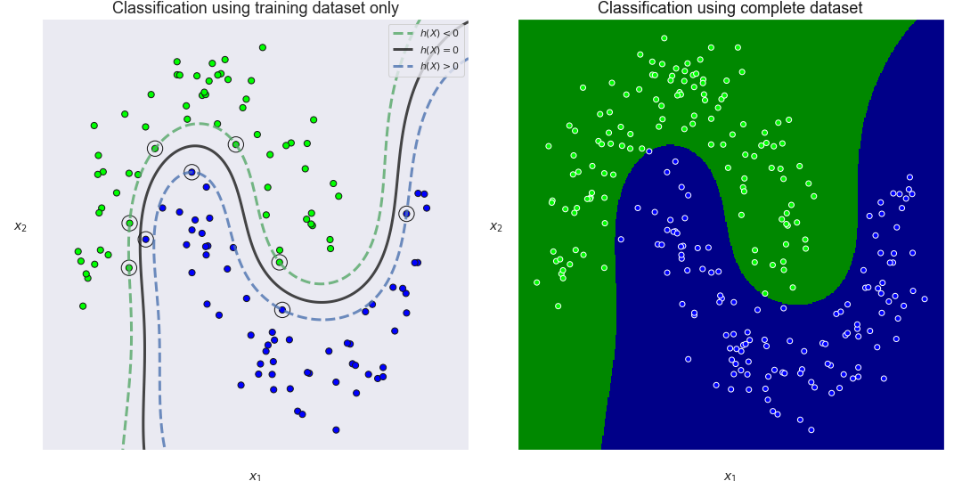 Classification using training dataset only
h(X) < 0
h(X) = 0
h(X) > 0
x₂
x₁
Classification using complete dataset
x₂
x₁